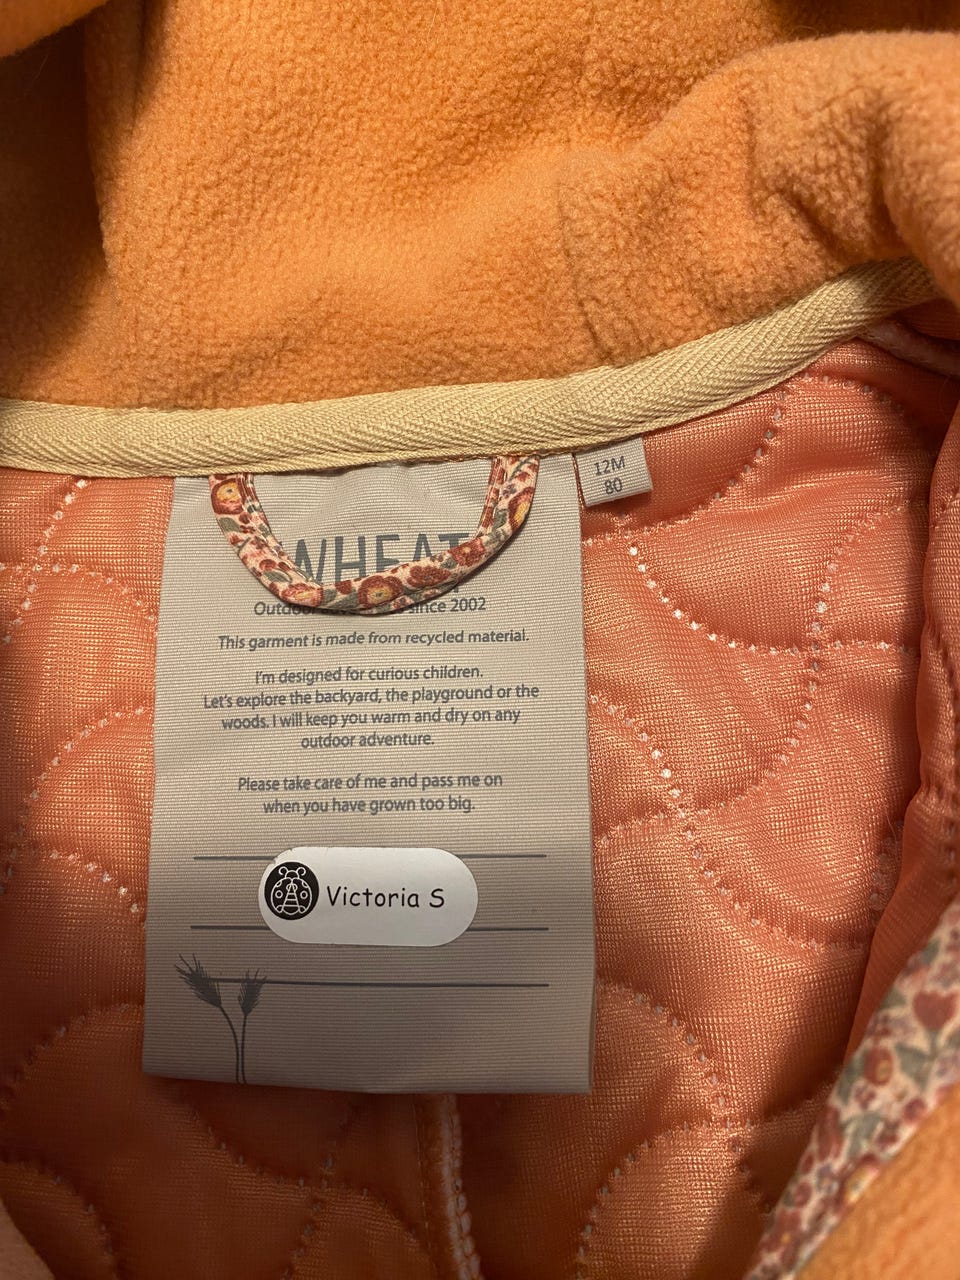 12M
80
WHEAT
since 2002
This garment is made from recycled material.
I'm designed for curious children.
Let's explore the backyard, the playground or the
woods. I will keep you warm and dry on any
outdoor adventure.
Please take care of me and pass me on
when you have grown too big.
Victoria S